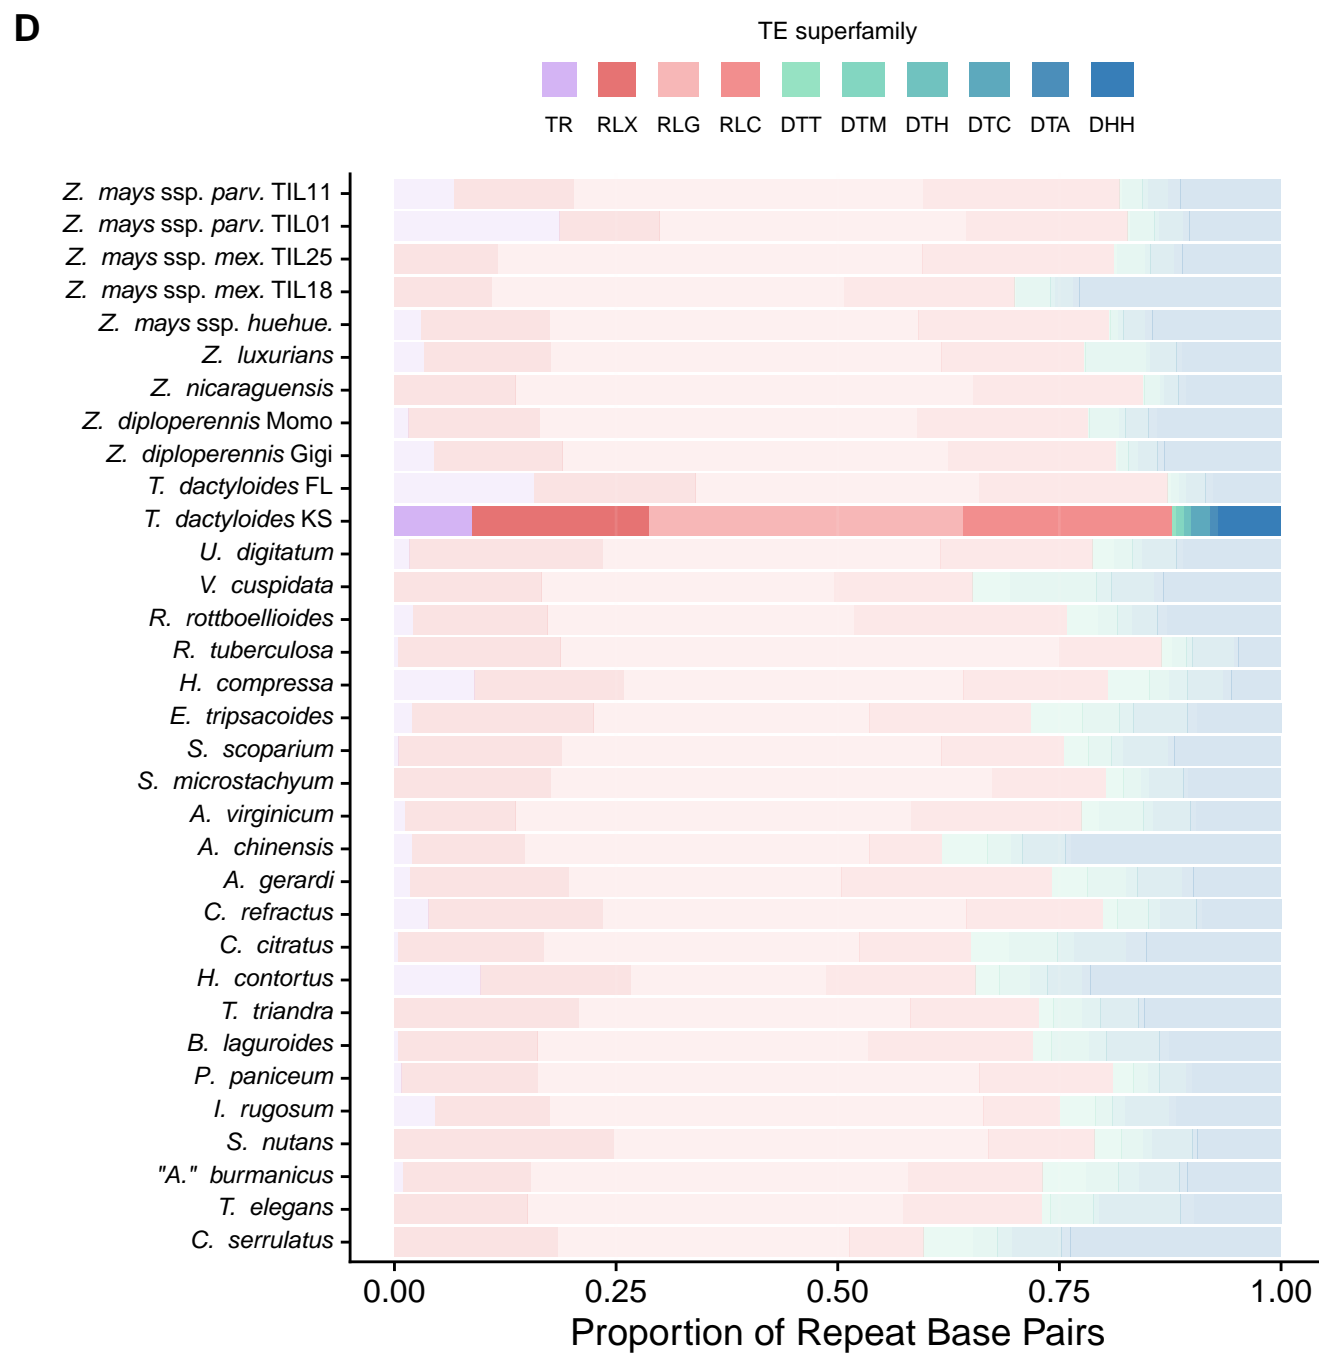 D
TE superfamily
TR RLX RLG RLC DTT DTM DTH DTC DTA DHH
Z. mays ssp. parv. TIL11
Z. mays ssp. parv. TIL01
Z. mays ssp. mex. TIL25
Z. mays ssp. mex. TIL18
Z. mays ssp. huehue.
Z. luxurians
Z. nicaraguensis
Z. diploperennis Momo
Z. diploperennis Gigi
T. dactyloides FL
T. dactyloides KS
U. digitatum
V. cuspidata
R. rottboellioides
R. tuberculosa
H. compressa
E. tripsacoides
S. scoparium
S. microstachyum
A. virginicum
A. chinensis
A. gerardi
C. refractus
C. citratus
H. contortus
T. triandra
B. laguroides
P. paniceum
I. rugosum
S. nutans
"A." burmanicus
T. elegans
C. serrulatus
0.00 0.25 0.50 0.75 1.00
Proportion of Repeat Base Pairs